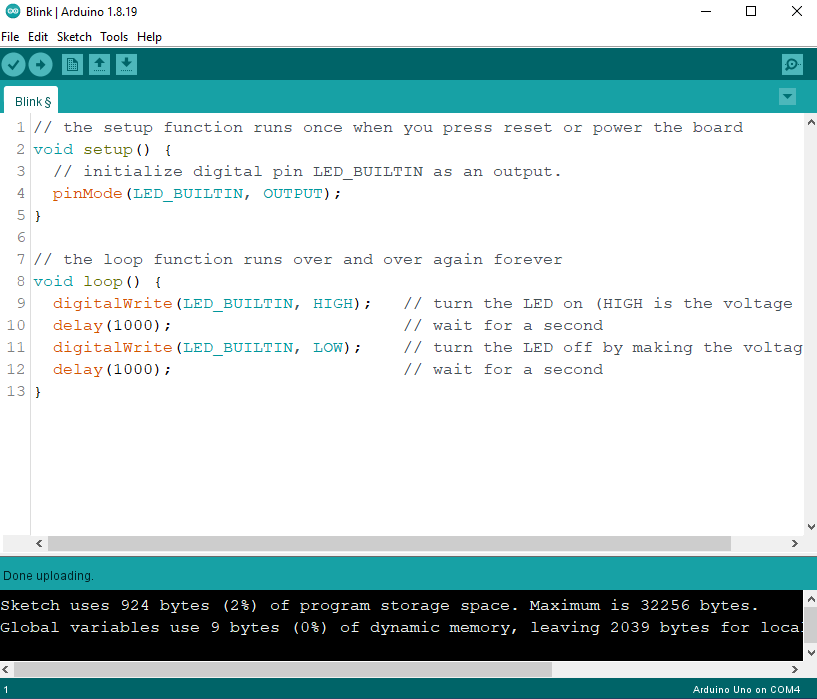 Blink | Arduino 1.8.19
File Edit Sketch Tools Help
Blink §
1 // the setup function runs once when you press reset or power the board
2 void setup() {
3   // initialize digital pin LED_BUILTIN as an output.
4   pinMode(LED_BUILTIN, OUTPUT);
5 }
6
7 // the loop function runs over and over again forever
8 void loop() {
9   digitalWrite(LED_BUILTIN, HIGH);   // turn the LED on (HIGH is the voltage
10   delay(1000);                       // wait for a second
11   digitalWrite(LED_BUILTIN, LOW);    // turn the LED off by making the voltag
12   delay(1000);                       // wait for a second
13 }
Done uploading.
Sketch uses 924 bytes (2%) of program storage space. Maximum is 32256 bytes.
Global variables use 9 bytes (0%) of dynamic memory, leaving 2039 bytes for local
1 Arduino Uno on COM4